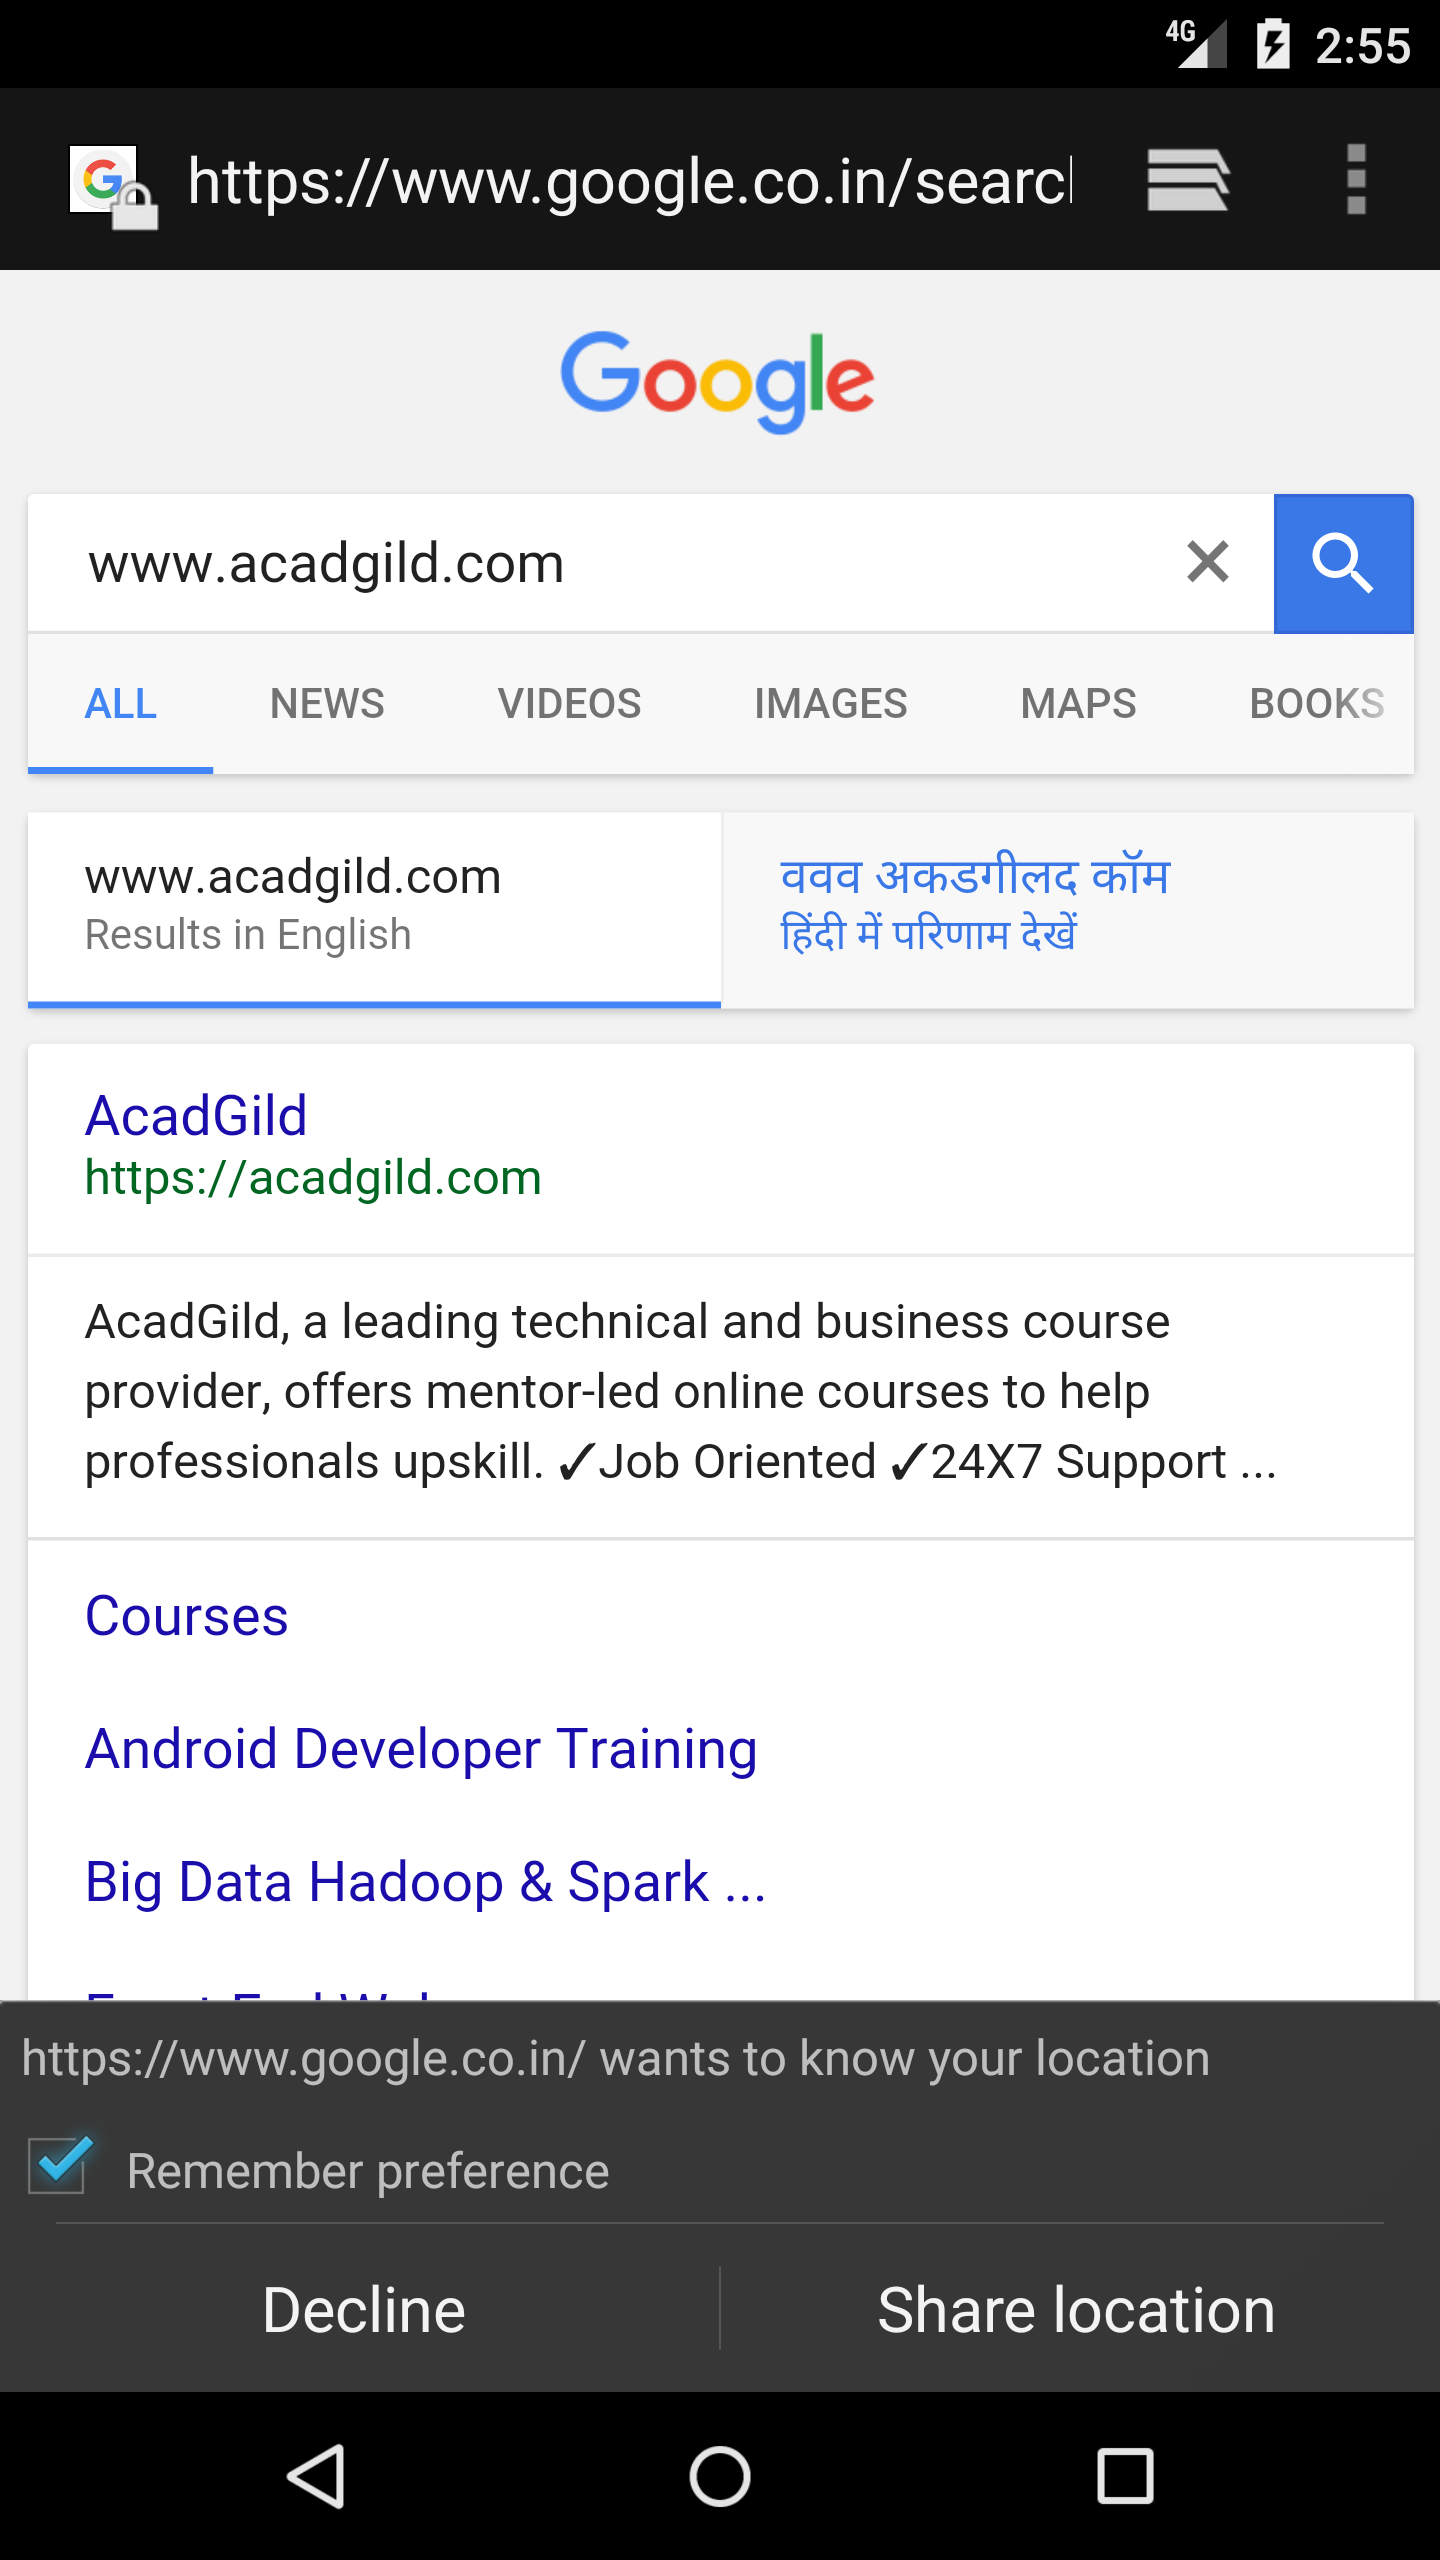 4G 2:55
https://www.google.co.in/searc
Google
www.acadgild.com
ALL NEWS VIDEOS IMAGES MAPS BOOKS
www.acadgild.com
Results in English
ववव अकडगीलद कॉम
हिंदी में परिणाम देखें
AcadGild
https://acadgild.com
AcadGild, a leading technical and business course
provider, offers mentor-led online courses to help
professionals upskill. ✓Job Oriented ✓24X7 Support ...
Courses
Android Developer Training
Big Data Hadoop & Spark ...
https://www.google.co.in/ wants to know your location
Remember preference
Decline
Share location